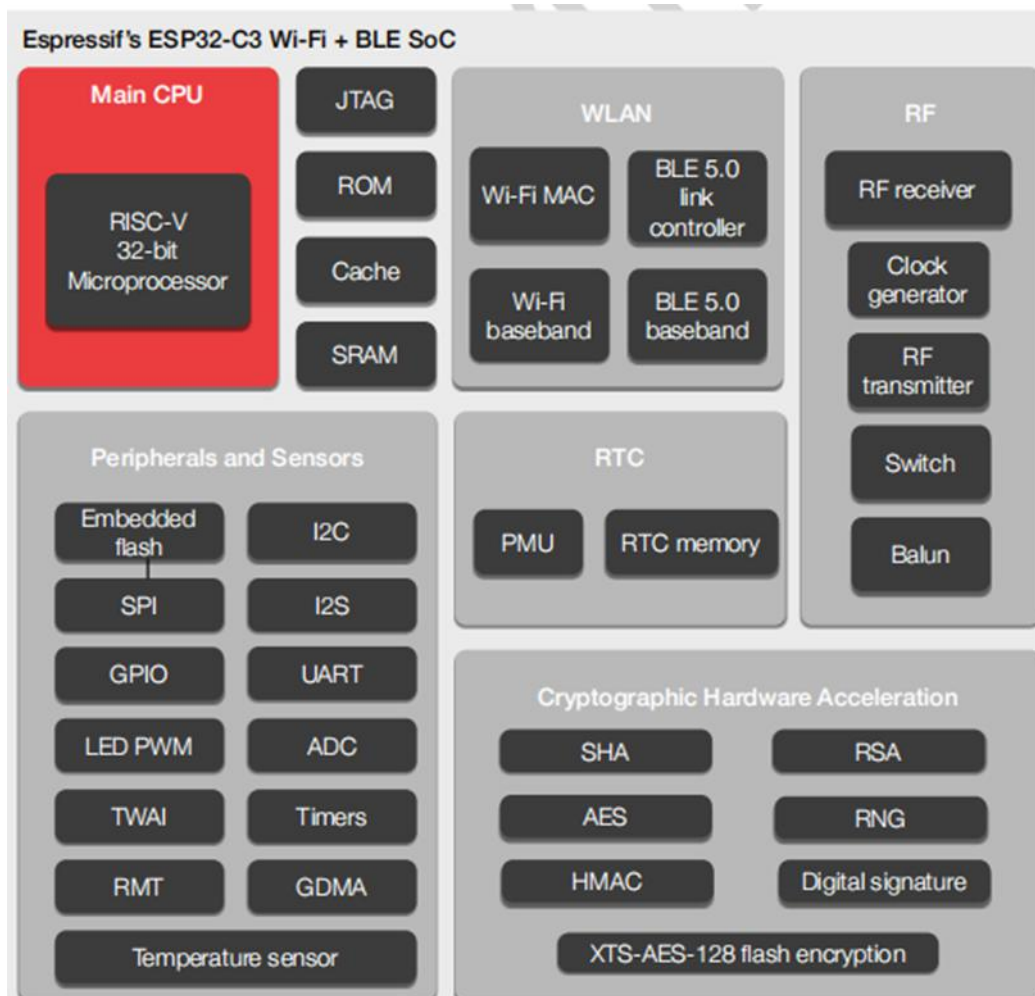 Espressif's ESP32-C3 Wi-Fi + BLE SoC
Main CPU
RISC-V
32-bit
Microprocessor
JTAG
ROM
Cache
SRAM
WLAN
Wi-Fi MAC
BLE 5.0
link
controller
Wi-Fi
baseband
BLE 5.0
baseband
RF
RF receiver
Clock
generator
RF
transmitter
Switch
Balun
Peripherals and Sensors
Embedded
flash
I2C
SPI
I2S
GPIO
UART
LED PWM
ADC
TWAI
Timers
RMT
GDMA
Temperature sensor
RTC
PMU
RTC memory
Cryptographic Hardware Acceleration
SHA
RSA
AES
RNG
HMAC
Digital signature
XTS-AES-128 flash encryption